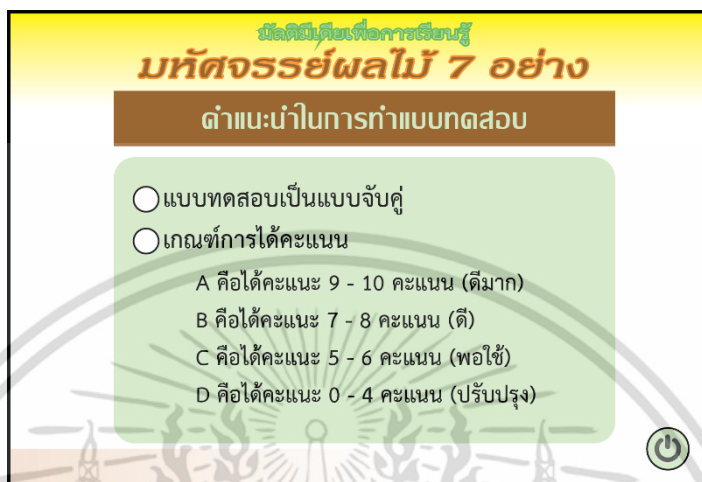 มัลติมีเดียเพื่อการเรียนรู้
มหัศจรรย์ผลไม้ 7 อย่าง
คำแนะนำในการทำแบบทดสอบ
แบบทดสอบเป็นแบบจับคู่
เกณฑ์การได้คะแนน
A คือได้คะแนะ 9 - 10 คะแนน (ดีมาก)
B คือได้คะแนะ 7 - 8 คะแนน (ดี)
C คือได้คะแนะ 5 - 6 คะแนน (พอใช้)
D คือได้คะแนะ 0 - 4 คะแนน (ปรับปรุง)